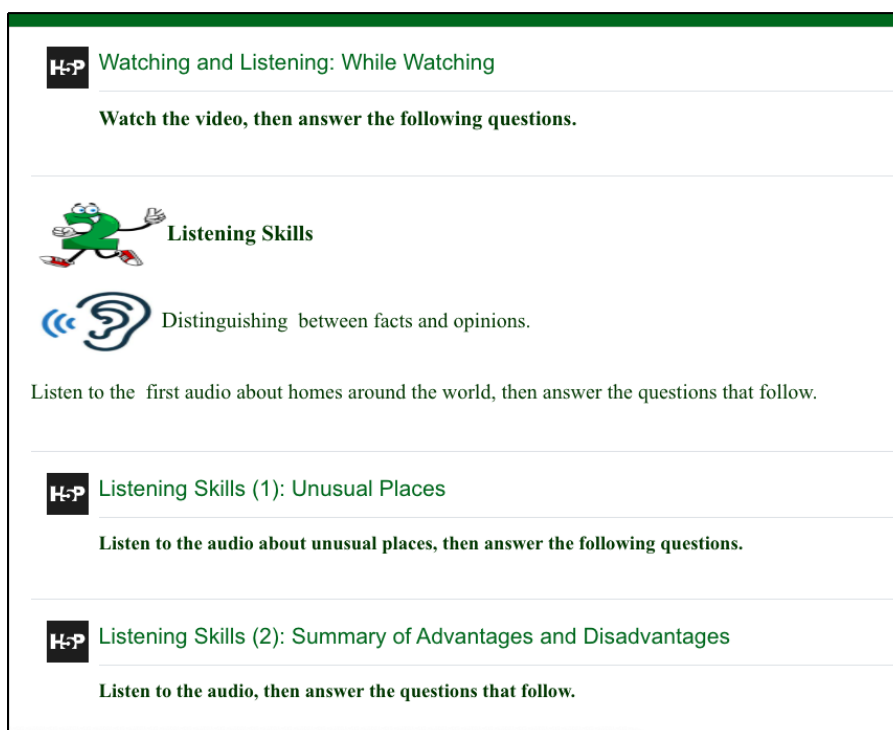 H5P Watching and Listening: While Watching
Watch the video, then answer the following questions.
2 Listening Skills
Distinguishing between facts and opinions.
Listen to the first audio about homes around the world, then answer the questions that follow.
H5P Listening Skills (1): Unusual Places
Listen to the audio about unusual places, then answer the following questions.
H5P Listening Skills (2): Summary of Advantages and Disadvantages
Listen to the audio, then answer the questions that follow.